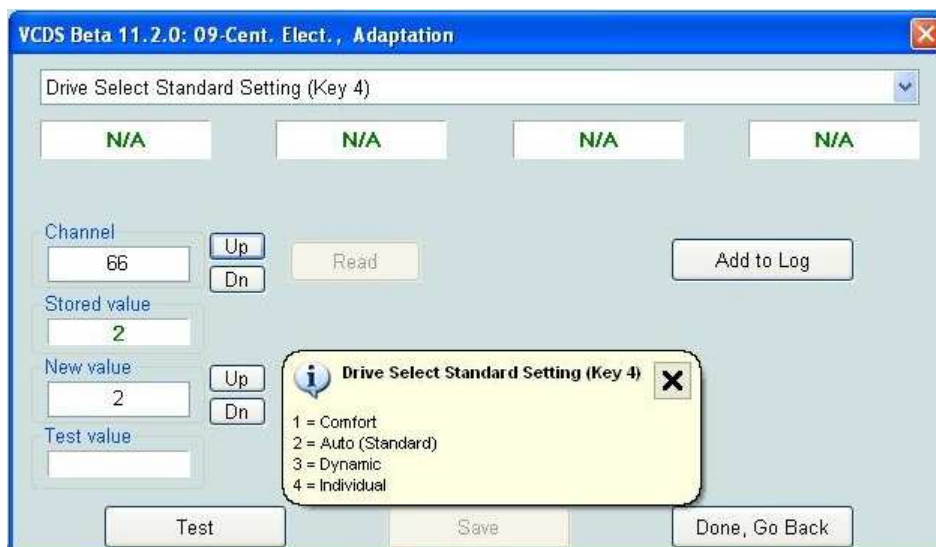 VCDS Beta 11.2.0: 09-Cent. Elect., Adaptation
Drive Select Standard Setting (Key 4)
N/A N/A N/A N/A
Channel
66
Up
Dn
Read
Add to Log
Stored value
2
New value
2
Up
Dn
Test value
Drive Select Standard Setting (Key 4)
1 = Comfort
2 = Auto (Standard)
3 = Dynamic
4 = Individual
Test
Save
Done, Go Back